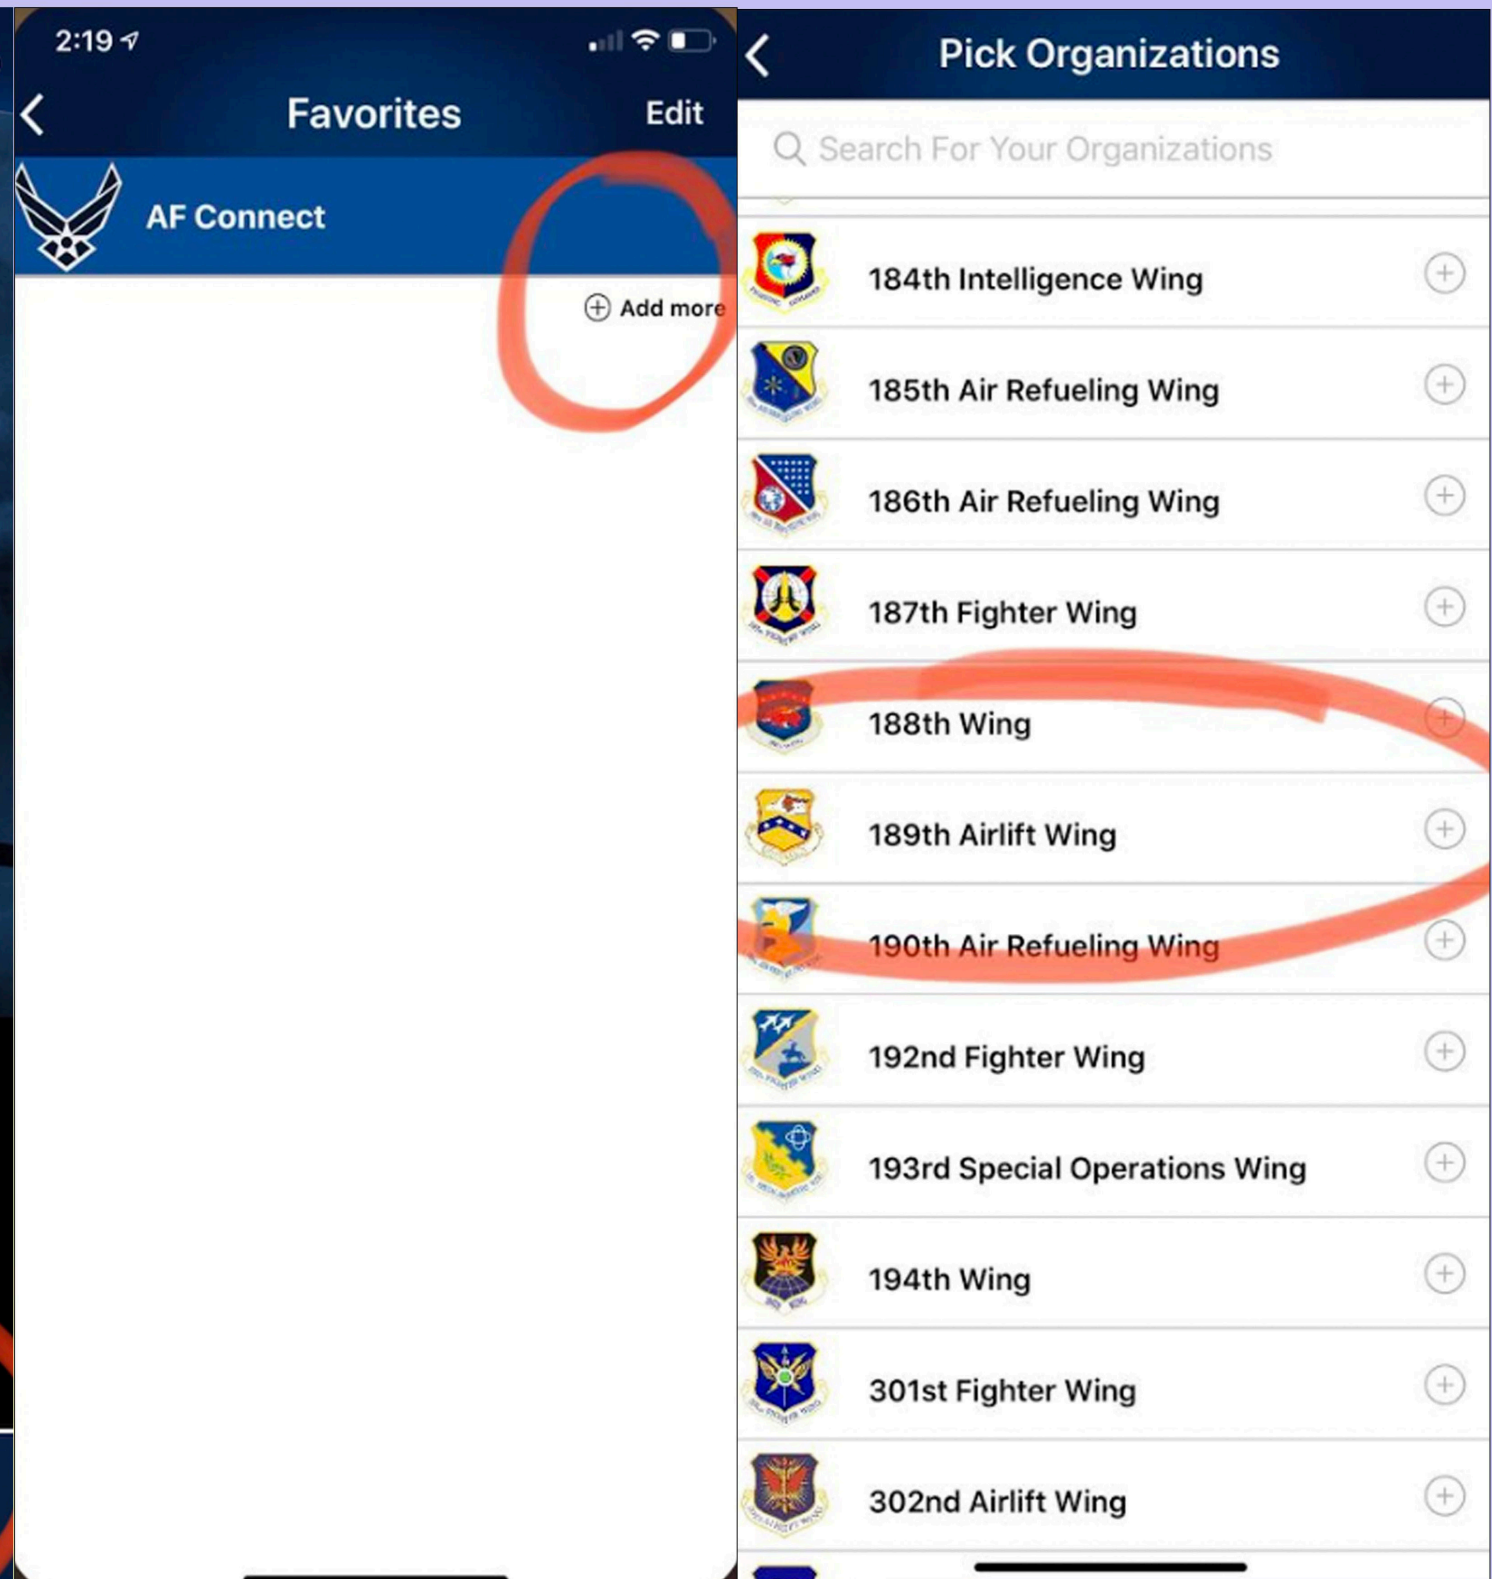 2:19
Favorites
Edit
AF Connect
Add more
Pick Organizations
Search For Your Organizations
184th Intelligence Wing
185th Air Refueling Wing
186th Air Refueling Wing
187th Fighter Wing
188th Wing
189th Airlift Wing
190th Air Refueling Wing
192nd Fighter Wing
193rd Special Operations Wing
194th Wing
301st Fighter Wing
302nd Airlift Wing